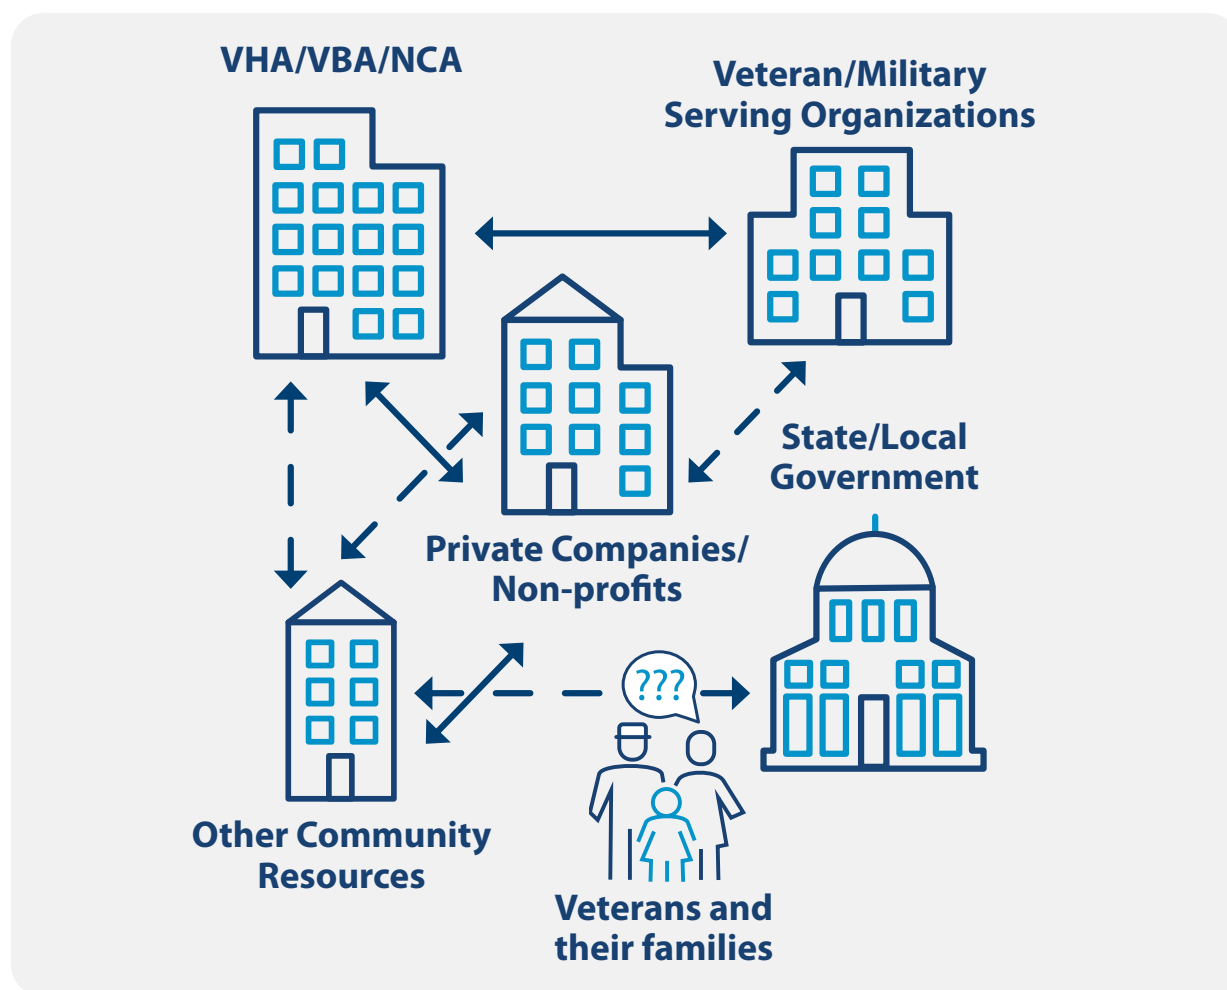 VHA/VBA/NCA
Veteran/Military
Serving Organizations
State/Local
Government
Private Companies/
Non-profits
???
Other Community
Resources
Veterans and
their families